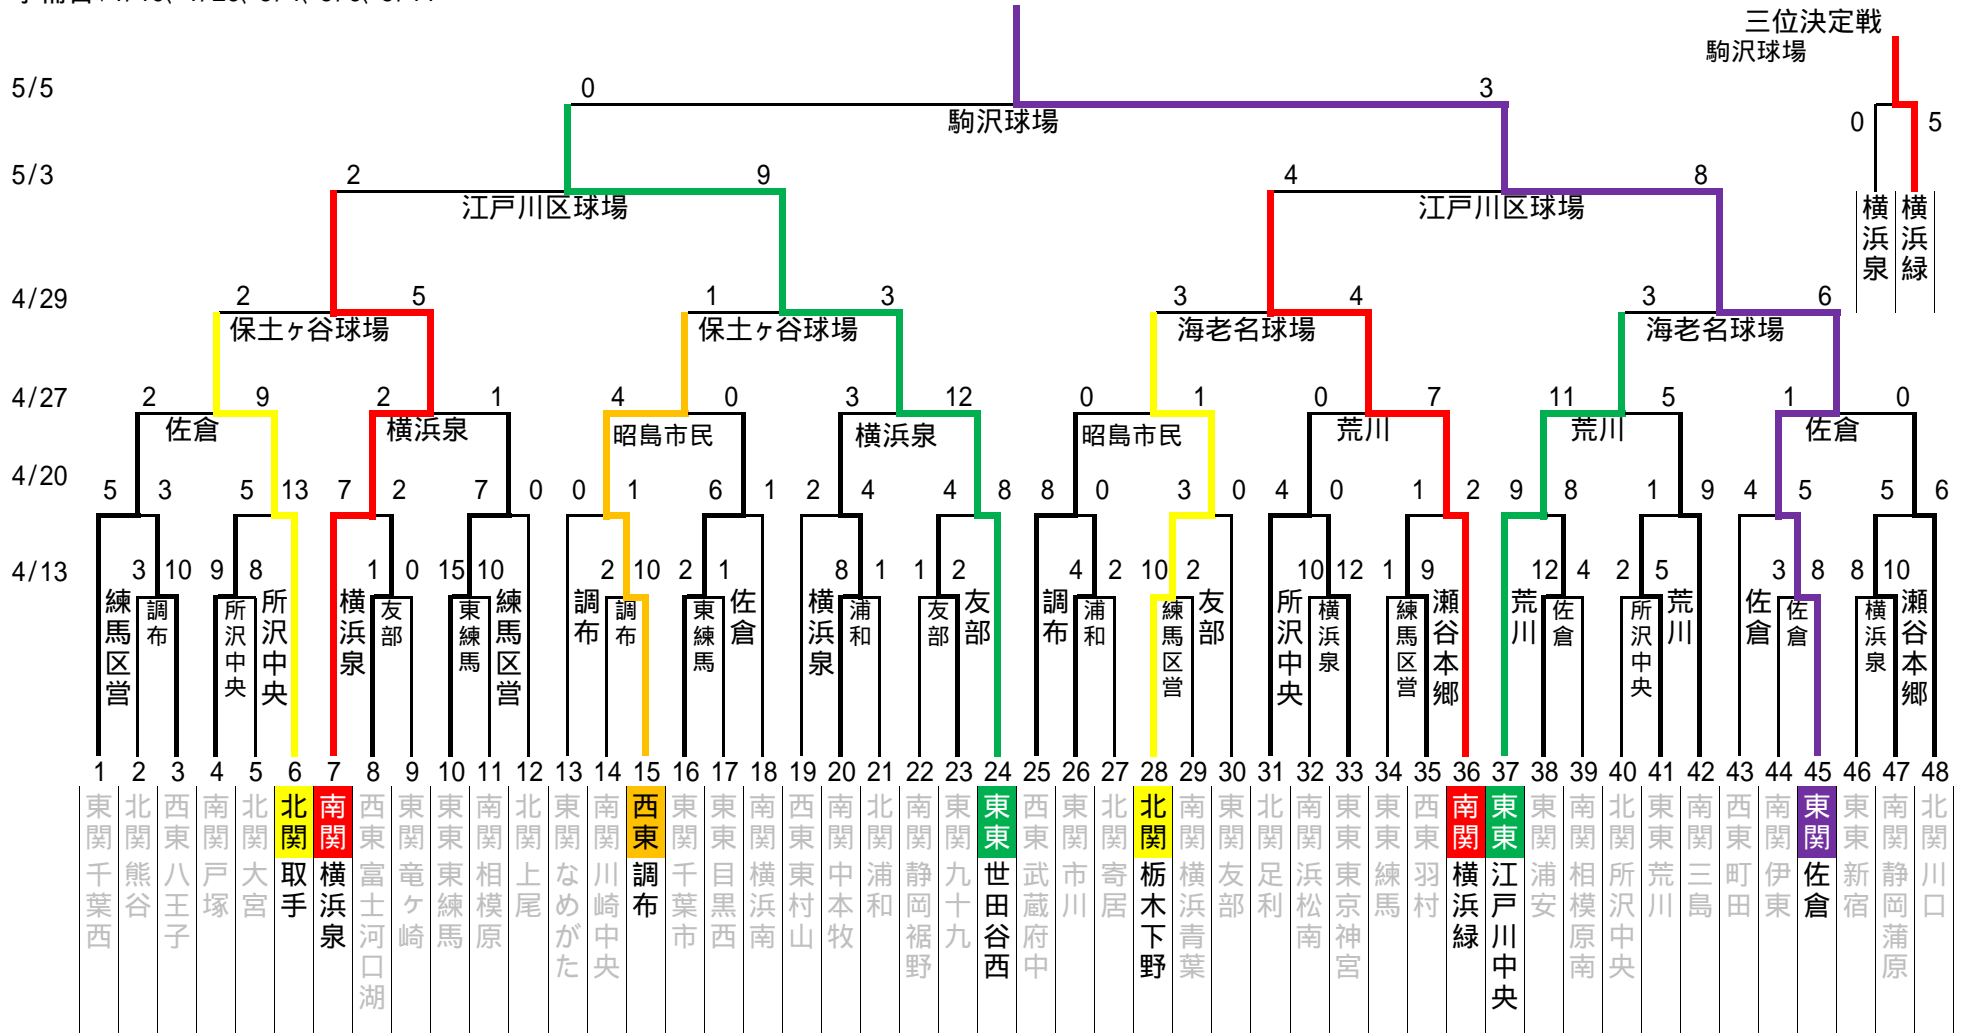 三位決定戦
駒沢球場
5/5
0 3
駒沢球場
0 5
5/3
2 9 4 8
江戸川区球場 江戸川区球場
横浜泉 横浜緑
4/29
2 5 1 3 3 4 3 6
保土ヶ谷球場 保土ヶ谷球場 海老名球場 海老名球場
4/27
2 9 2 1 4 0 3 12 0 1 0 7 11 5 1 0
佐倉 横浜泉 昭島市民 横浜泉 昭島市民 荒川 荒川 佐倉
4/20
5 3 5 13 7 2 7 0 0 1 6 1 2 4 4 8 8 0 3 0 4 0 1 2 9 8 1 9 4 5 5 6
4/13
3 10 9 8 1 0 15 10 2 10 2 1 8 1 1 2 4 2 10 2 10 12 1 9 12 4 2 5 3 8 8 10
練馬区営 調布 所沢中央 所沢中央 横浜泉 友部 東練馬 練馬区営 調布 調布 東練馬 佐倉 横浜泉 浦和 友部 友部 調布 浦和 練馬区営 友部 所沢中央 横浜泉 練馬区営 瀬谷本郷 荒川 佐倉 所沢中央 荒川 佐倉 佐倉 横浜泉 瀬谷本郷
1 2 3 4 5 6 7 8 9 10 11 12 13 14 15 16 17 18 19 20 21 22 23 24 25 26 27 28 29 30 31 32 33 34 35 36 37 38 39 40 41 42 43 44 45 46 47 48
東関 北関 西東 南関 北関 北関 南関 西東 東関 東東 南関 北関 東関 南関 西東 東関 東東 南関 西東 南関 北関 南関 東関 東東 西東 東関 北関 北関 南関 東関 北関 南関 東東 東東 西東 南関 東東 東関 南関 北関 東東 南関 西東 南関 東関 東東 南関 北関
千葉西 熊谷 八王子 戸塚 大宮 取手 横浜泉 富士河口湖 竜ヶ崎 東練馬 相模原 上尾 なめがた 川崎中央 調布 千葉市 目黒西 横浜南 東村山 中本牧 浦和 静岡裾野 九十九 世田谷西 武蔵府中 市川 寄居 栃木下野 横浜青葉 友部 足利 浜松南 東京神宮 練馬 羽村 横浜緑 江戸川中央 浦安 相模原南 所沢中央 荒川 三島 町田 伊東 佐倉 新宿 静岡蒲原 川口